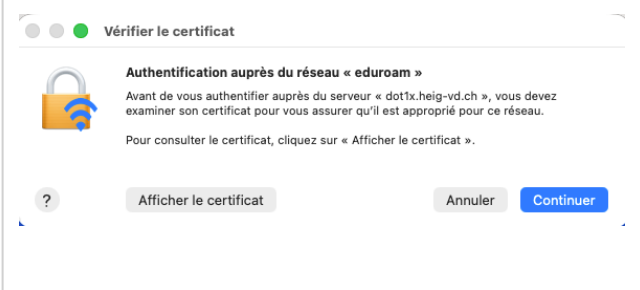 Vérifier le certificat
Authentification auprès du réseau « eduroam »
Avant de vous authentifier auprès du serveur « dot1x.heig-vd.ch », vous devez
examiner son certificat pour vous assurer qu'il est approprié pour ce réseau.
Pour consulter le certificat, cliquez sur « Afficher le certificat ».
? Afficher le certificat Annuler Continuer